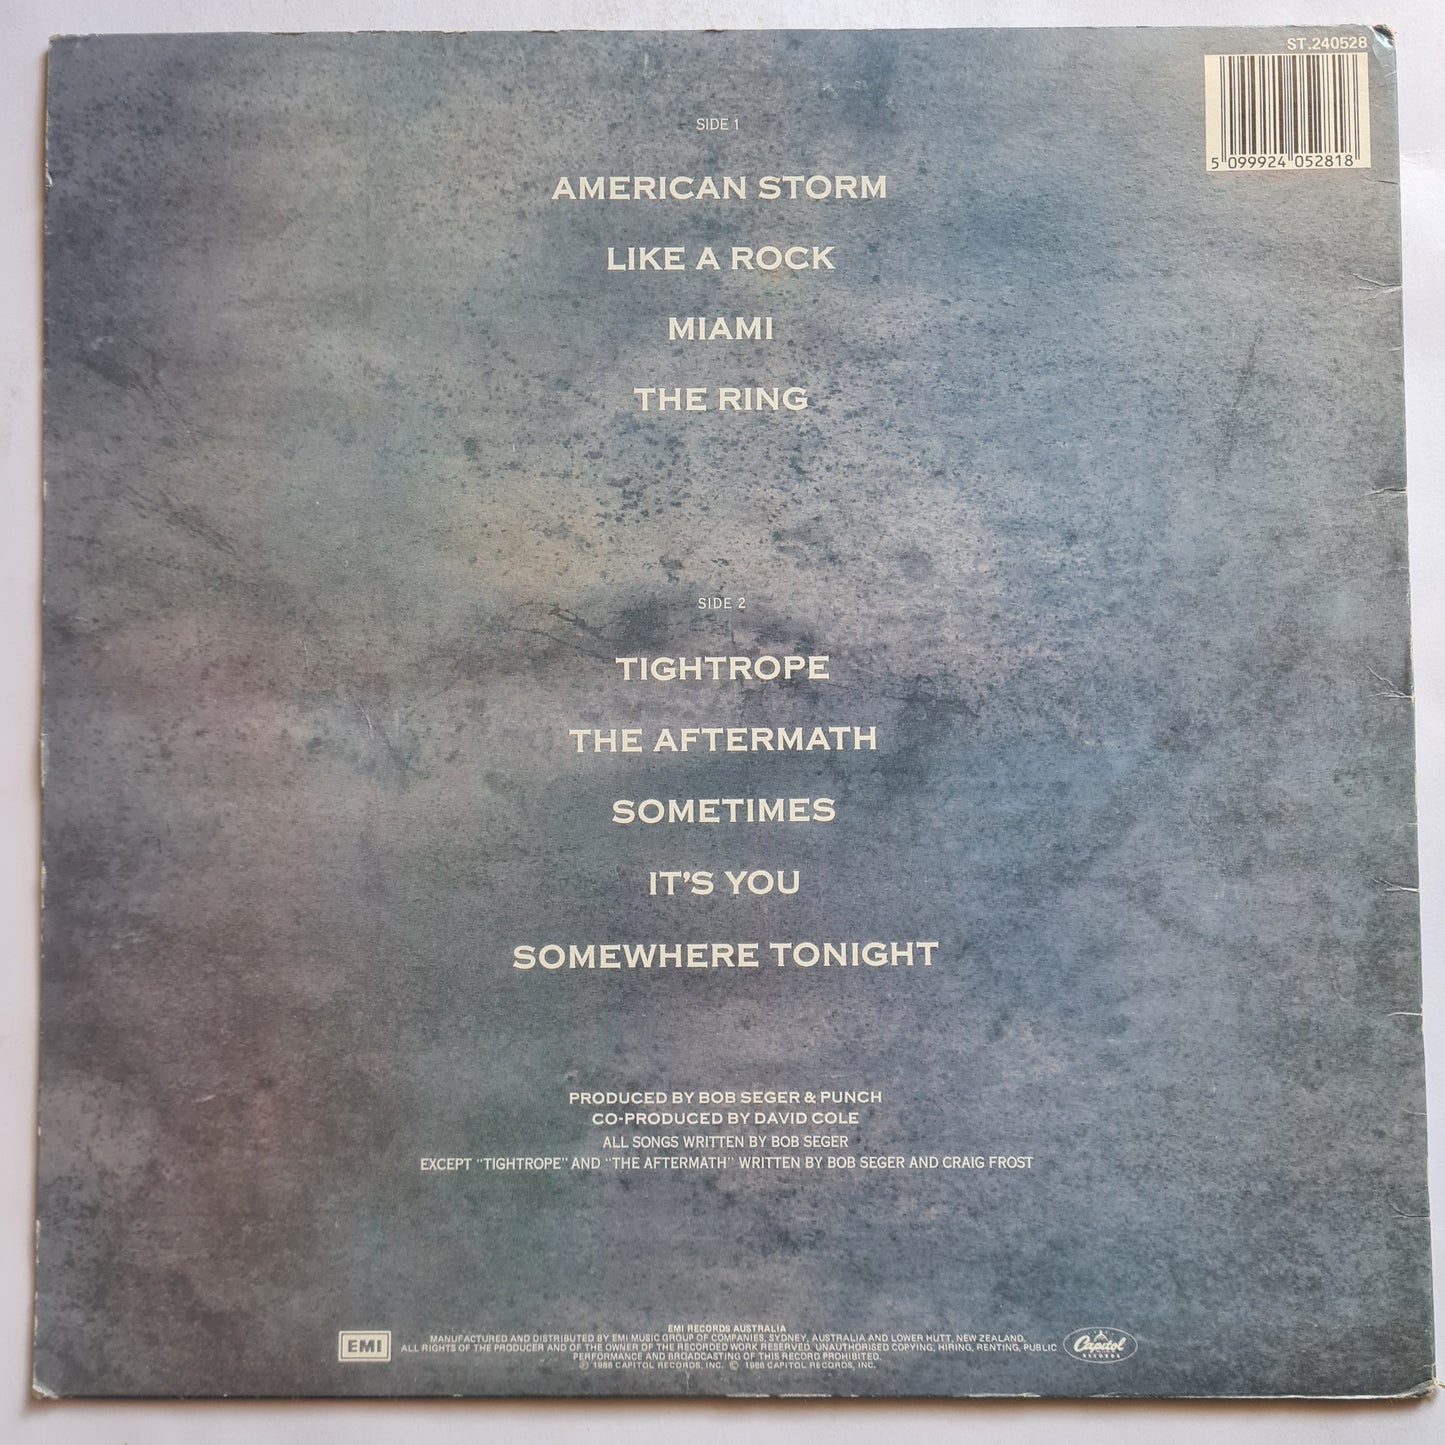 ST.240528
5 099924 052818
SIDE 1
AMERICAN STORM
LIKE A ROCK
MIAMI
THE RING
SIDE 2
TIGHTROPE
THE AFTERMATH
SOMETIMES
IT'S YOU
SOMEWHERE TONIGHT
PRODUCED BY BOB SEGER & PUNCH
CO-PRODUCED BY DAVID COLE
ALL SONGS WRITTEN BY BOB SEGER
EXCEPT "TIGHTROPE" AND "THE AFTERMATH" WRITTEN BY BOB SEGER AND CRAIG FROST
EMI
EMI RECORDS AUSTRALIA
MANUFACTURED AND DISTRIBUTED BY EMI MUSIC GROUP OF COMPANIES, SYDNEY, AUSTRALIA AND LOWER HUTT, NEW ZEALAND.
ALL RIGHTS OF THE PRODUCER AND OF THE OWNER OF THE RECORDED WORK RESERVED. UNAUTHORISED COPYING, HIRING, RENTING, PUBLIC
PERFORMANCE AND BROADCASTING OF THIS RECORD PROHIBITED.
Ⓟ 1986 CAPITOL RECORDS, INC. © 1986 CAPITOL RECORDS, INC.
Capitol
RECORDS